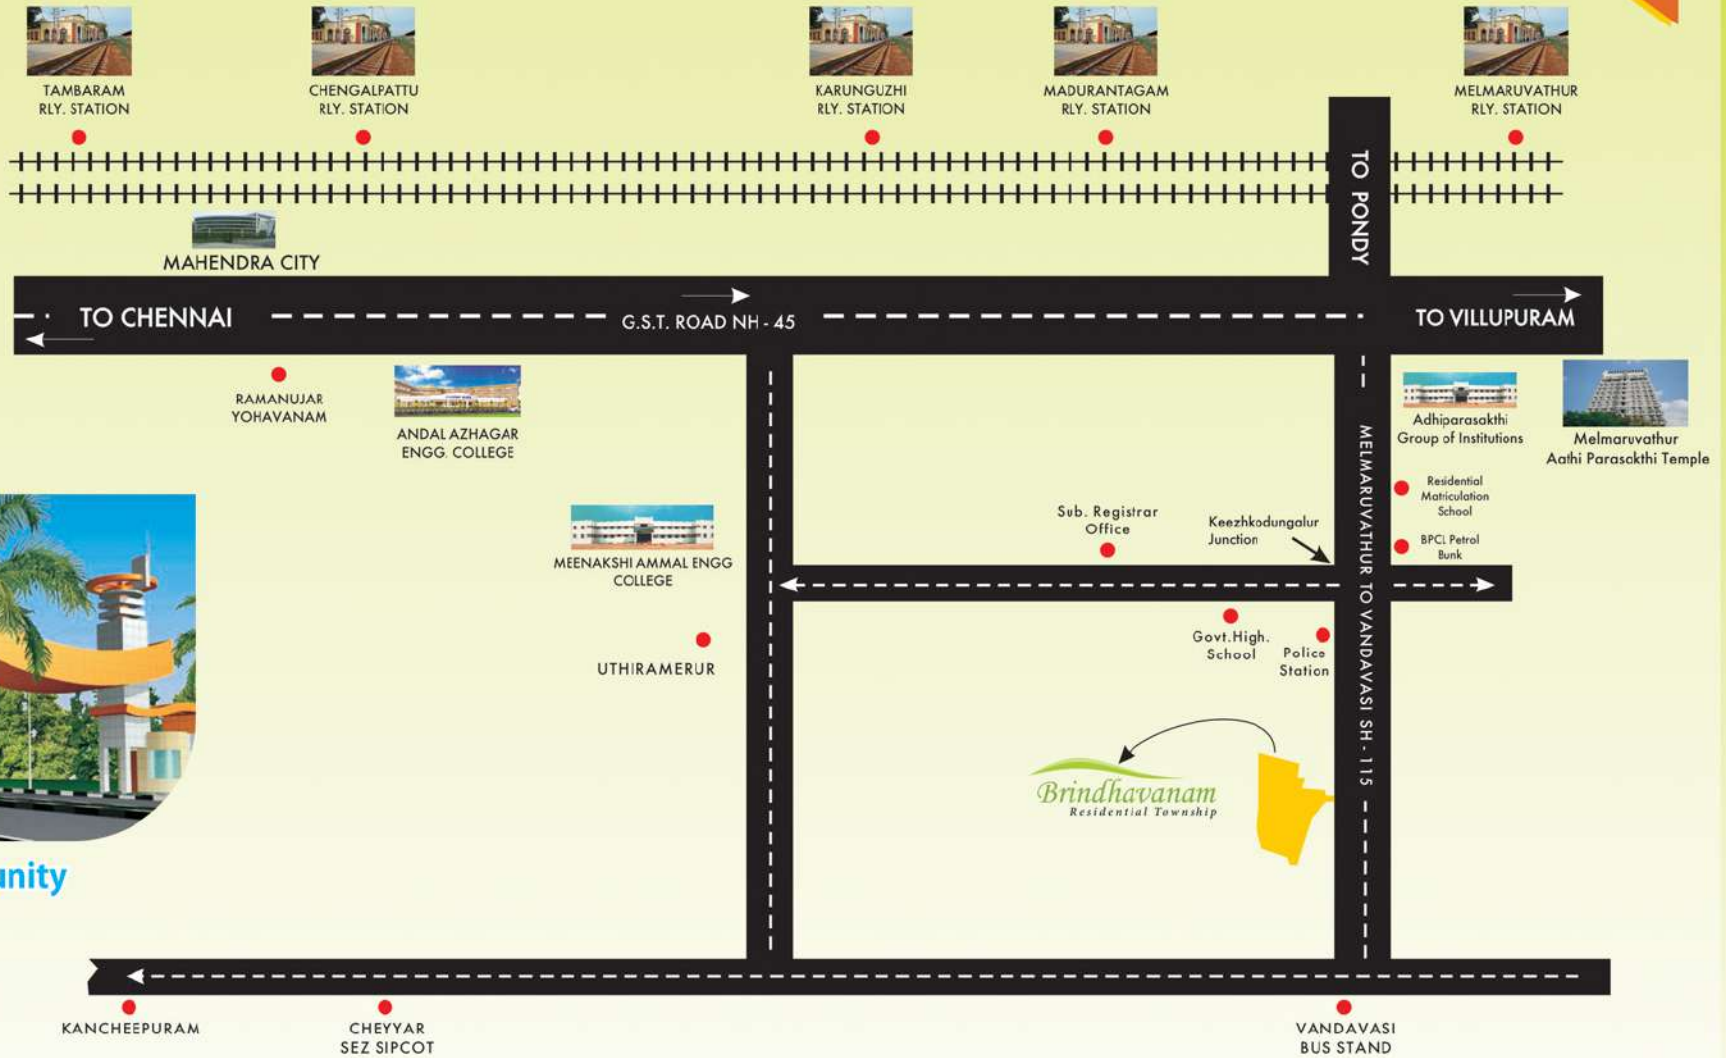 TAMBARAM
RLY. STATION
CHENGALPATTU
RLY. STATION
KARUNGUZHI
RLY. STATION
MADURANTAGAM
RLY. STATION
MELMARUVATHUR
RLY. STATION
TO PONDY
MAHENDRA CITY
TO CHENNAI
G.S.T. ROAD NH - 45
TO VILLUPURAM
RAMANUJAR
YOHAVANAM
ANDAL AZHAGAR
ENGG. COLLEGE
Adhiparasakthi
Group of Institutions
Melmaruvathur
Aathi Parasakthi Temple
MELMARUVATHUR TO VANDAVASI SH - 115
Residential
Matriculation
School
BPCL Petrol
Bunk
Sub. Registrar
Office
Keezhkodungalur
Junction
MEENAKSHI AMMAL ENGG
COLLEGE
UTHIRAMERUR
Govt.High.
School
Police
Station
Brindhavanam
Residential Township
unity
KANCHEEPURAM
CHEYYAR
SEZ SIPCOT
VANDAVASI
BUS STAND